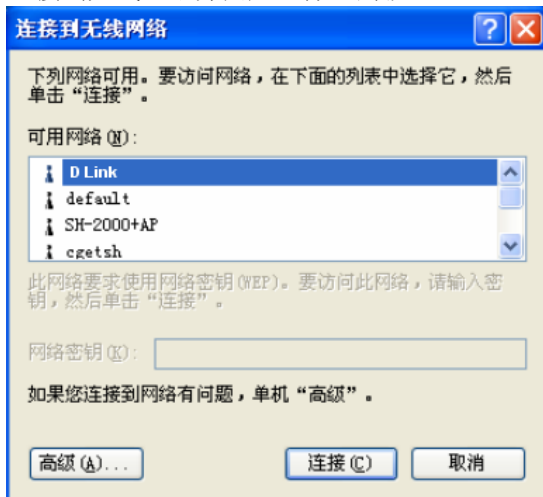 连接到无线网络
下列网络可用。要访问网络，在下面的列表中选择它，然后
单击“连接”。
可用网络(N):
D Link
default
SH-2000+AP
cgetsh
此网络要求使用网络密钥(WEP)。要访问此网络，请输入密
钥，然后单击“连接”。
网络密钥(K):
如果您连接到网络有问题，单机“高级”。
高级(A)...
连接(C)
取消